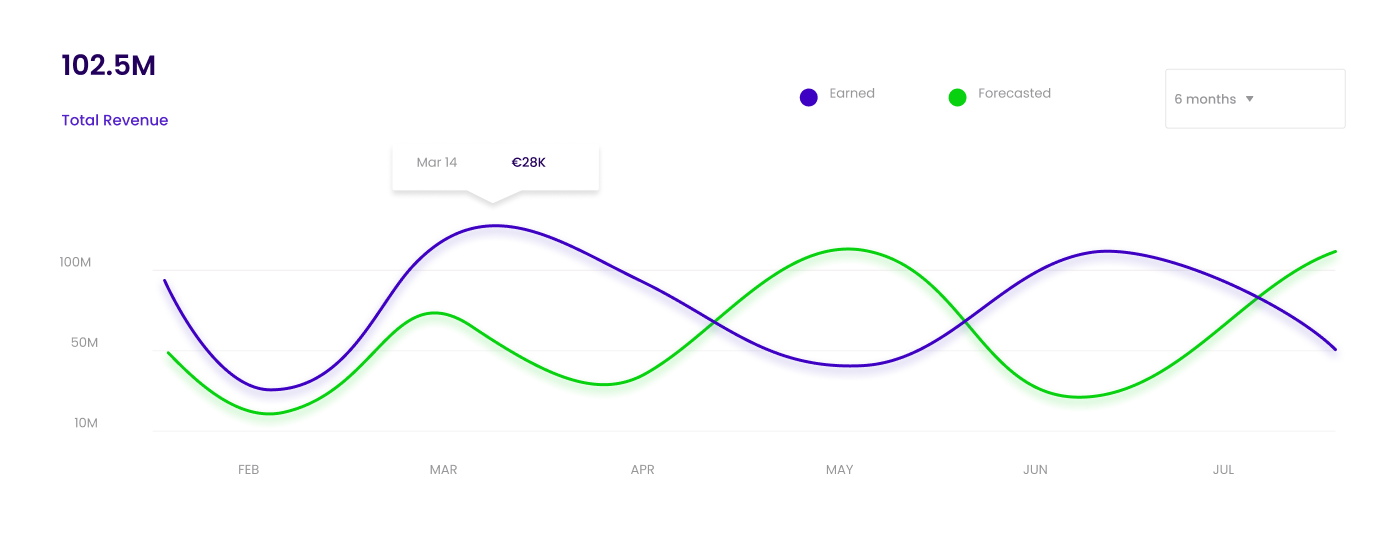 102.5M
Total Revenue
Earned
Forecasted
6 months
Mar 14 €28K
100M
50M
10M
FEB MAR APR MAY JUN JUL